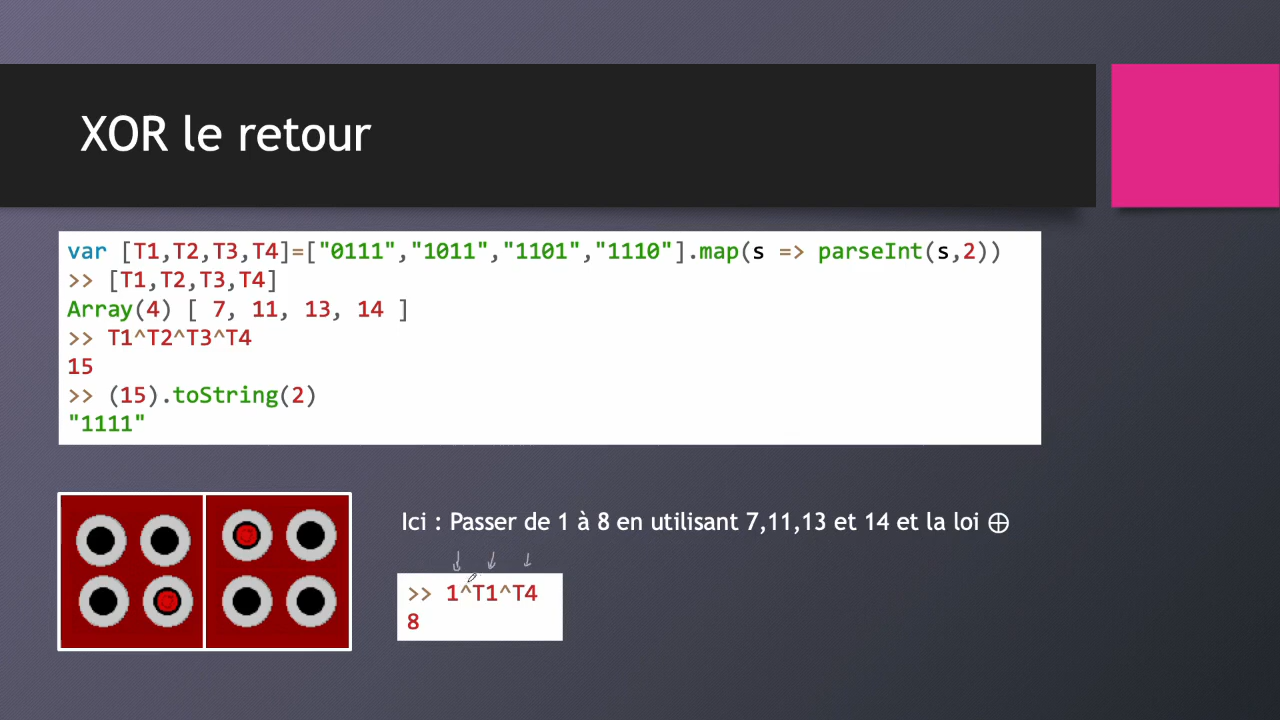 XOR le retour
var [T1,T2,T3,T4]=["0111","1011","1101","1110"].map(s => parseInt(s,2))
>> [T1,T2,T3,T4]
Array(4) [ 7, 11, 13, 14 ]
>> T1^T2^T3^T4
15
>> (15).toString(2)
"1111"
Ici : Passer de 1 à 8 en utilisant 7,11,13 et 14 et la loi ⊕
>> 1^T1^T4
8